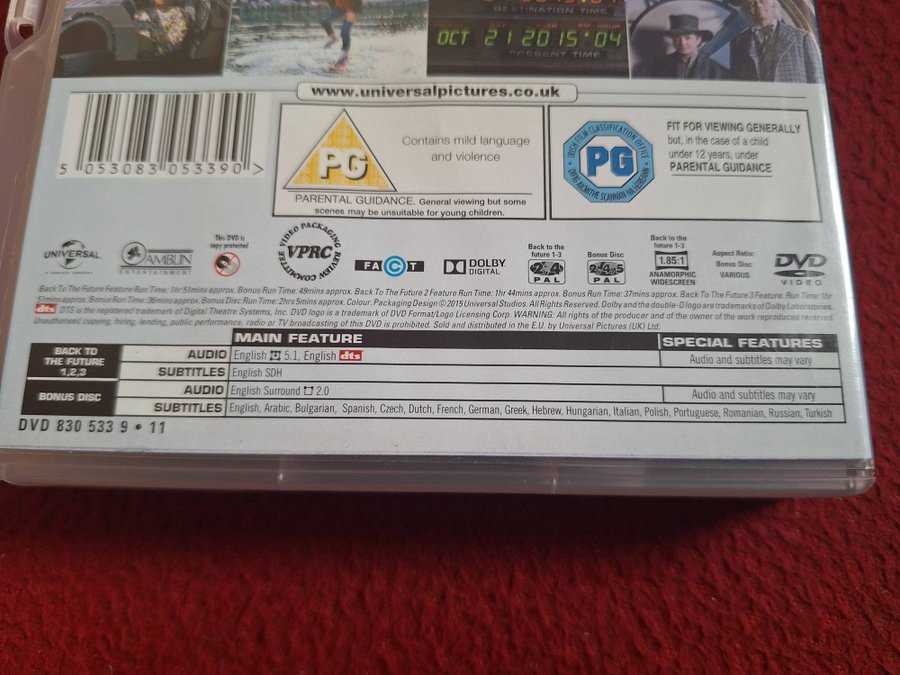 DESTINATION TIME
OCT 21 2015 04
PRESENT TIME
www.universalpictures.co.uk
5 053083 053390 >
PG
Contains mild language
and violence
PARENTAL GUIDANCE. General viewing but some
scenes may be unsuitable for young children.
IRISH FILM CLASSIFICATION OFFICE
PG
FIT FOR VIEWING GENERALLY
but, in the case of a child
under 12 years, under
PARENTAL GUIDANCE
UNIVERSAL
AMBLIN
ENTERTAINMENT
This DVD is
copy protected
VIDEO PACKAGING REVIEW COMMITTEE
VPRC
FACT
DOLBY
DIGITAL
Back to the
future 1-3
2,4
PAL
Bonus Disc
2,4,5
PAL
Back to the
future 1-3
1.85:1
ANAMORPHIC
WIDESCREEN
Aspect Ratio:
Bonus Disc:
VARIOUS
DVD
VIDEO
Back To The Future Feature Run Time: 1hr 51mins approx. Bonus Run Time: 49mins approx. Back To The Future 2 Feature Run Time: 1hr 44mins approx. Bonus Run Time: 37mins approx. Back To The Future 3 Feature. Run Time: 1hr
51mins approx. Bonus Run Time: 36mins approx. Bonus Disc Run Time: 2hrs 5mins approx. Colour. Packaging Design © 2015 Universal Studios. All Rights Reserved. Dolby and the double-D logo are trademarks of Dolby Laboratories.
dts DTS is the registered trademark of Digital Theatre Systems, Inc. DVD logo is a trademark of DVD Format/Logo Licensing Corp. WARNING: All rights of the producer and of the owner of the work reproduced reserved.
Unauthorised copying, hiring, lending, public performance, radio or TV broadcasting of this DVD is prohibited. Sold and distributed in the E.U. by Universal Pictures (UK) Ltd.
MAIN FEATURE
SPECIAL FEATURES
BACK TO
THE FUTURE
1,2,3
AUDIO English 5.1, English dts
Audio and subtitles may vary
SUBTITLES English SDH
BONUS DISC
AUDIO English Surround 2.0
Audio and subtitles may vary
SUBTITLES English, Arabic, Bulgarian, Spanish, Czech, Dutch, French, German, Greek, Hebrew, Hungarian, Italian, Polish, Portuguese, Romanian, Russian, Turkish
DVD 830 533 9 • 11